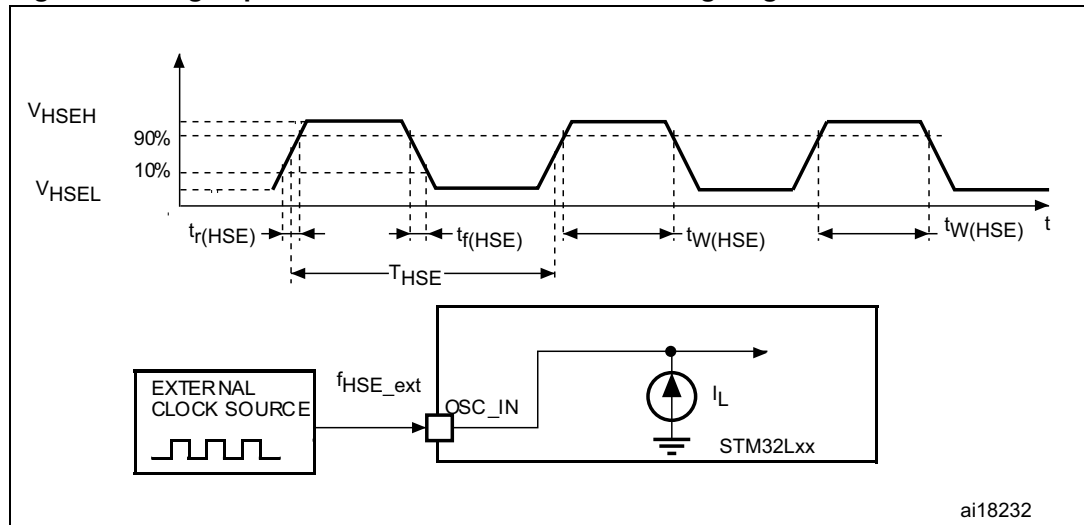 VHSEH
90%
10%
VHSEL
tr(HSE)
tf(HSE)
tW(HSE)
tW(HSE)
t
THSE
EXTERNAL
CLOCK SOURCE
fHSE_ext
OSC_IN
IL
STM32Lxx
ai18232